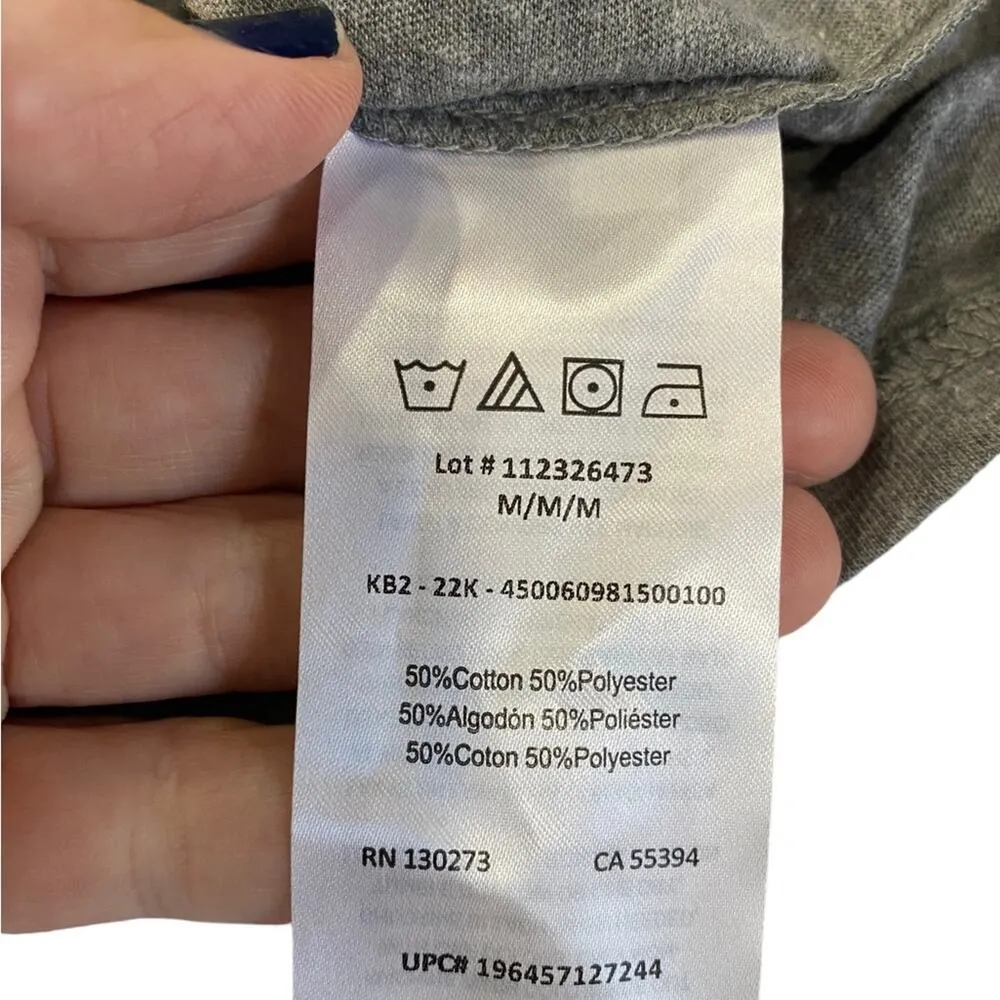 Lot # 112326473
M/M/M
KB2 - 22K - 450060981500100
50%Cotton 50%Polyester
50%Algodón 50%Poliéster
50%Coton 50%Polyester
RN 130273 CA 55394
UPC# 196457127244